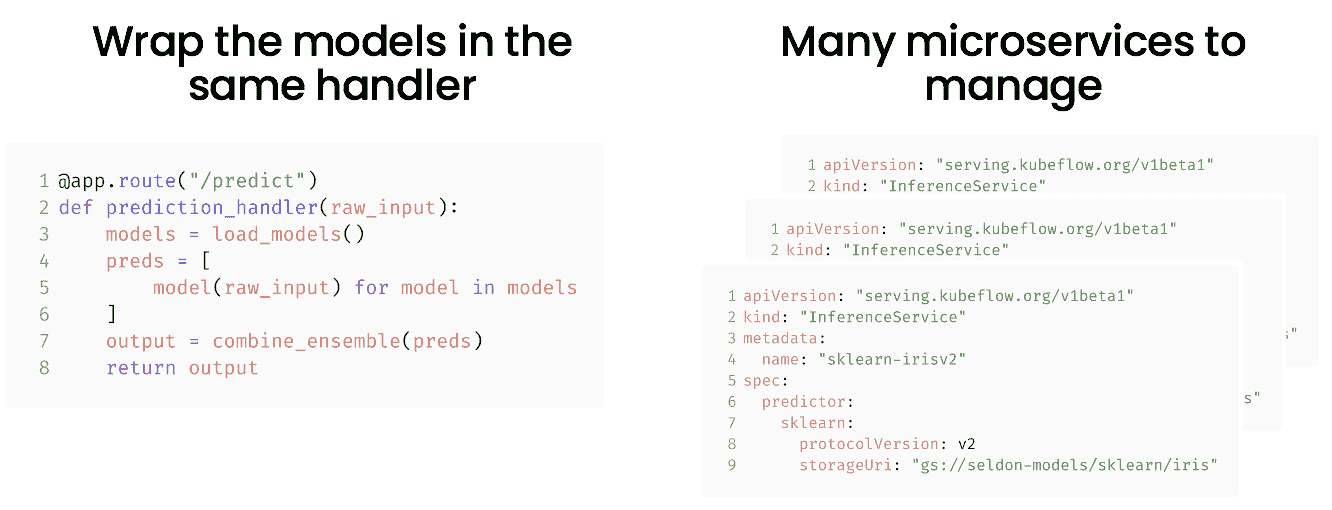 Wrap the models in the
same handler
1 @app.route("/predict")
2 def prediction_handler(raw_input):
3     models = load_models()
4     preds = [
5         model(raw_input) for model in models
6     ]
7     output = combine_ensemble(preds)
8     return output
Many microservices to
manage
1 apiVersion: "serving.kubeflow.org/v1beta1"
2 kind: "InferenceService"
1 apiVersion: "serving.kubeflow.org/v1beta1"
2 kind: "InferenceService"
1 apiVersion: "serving.kubeflow.org/v1beta1"
2 kind: "InferenceService"
3 metadata:
4   name: "sklearn-irisv2"
5 spec:
6   predictor:
7     sklearn:
8       protocolVersion: v2
9       storageUri: "gs://seldon-models/sklearn/iris"